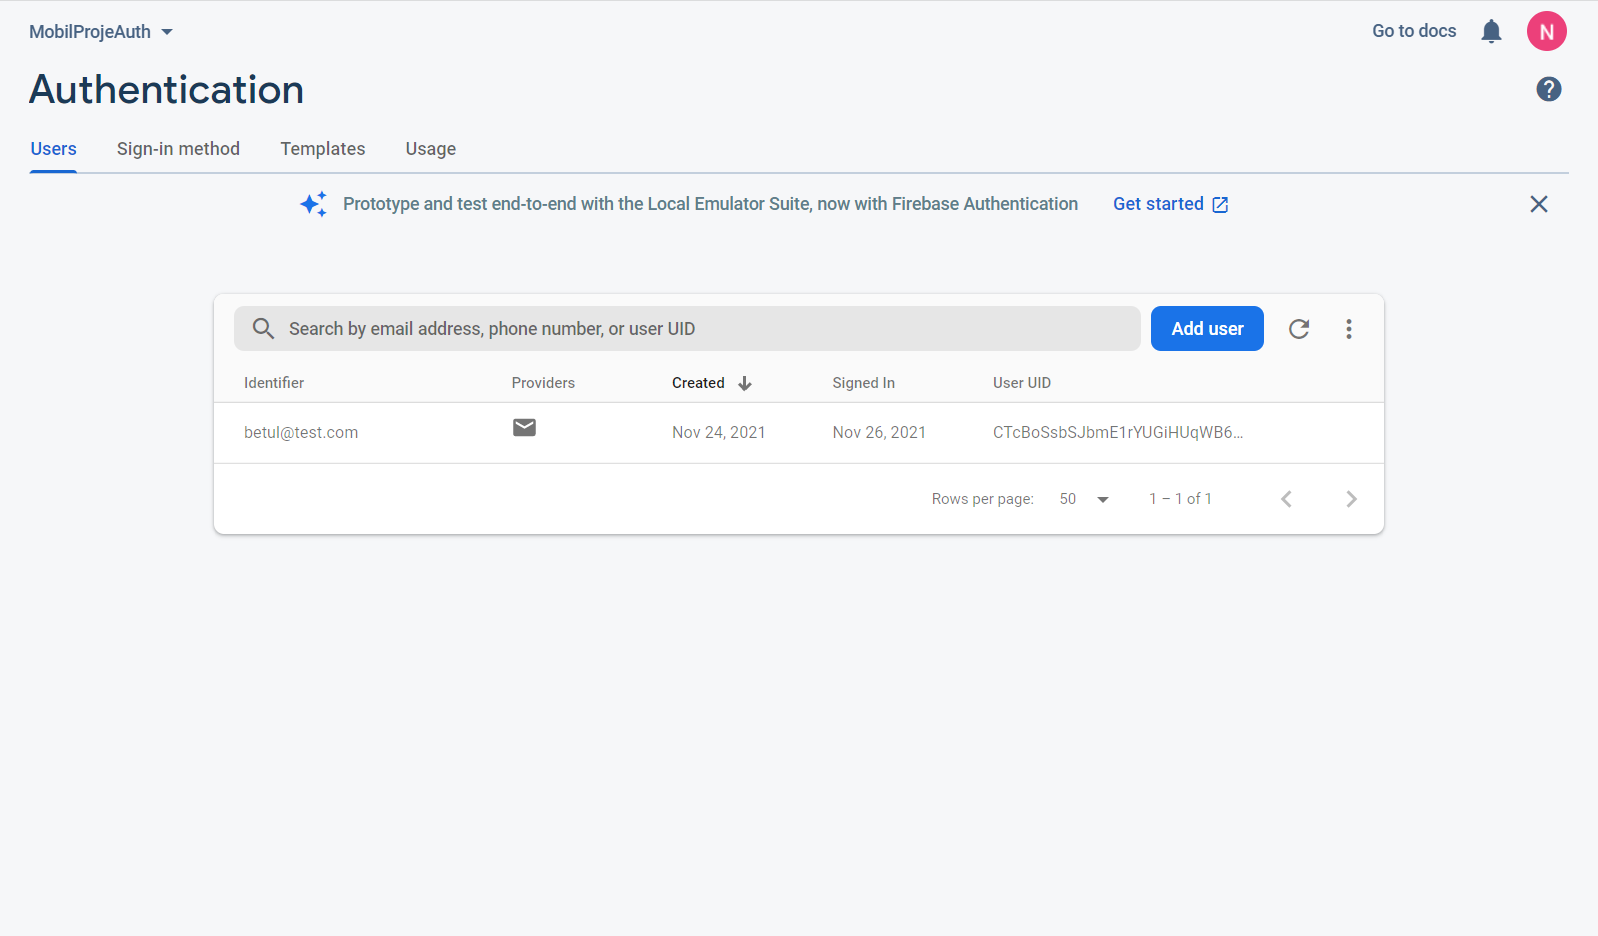 MobilProjeAuth
Go to docs
N
Authentication
?
Users Sign-in method Templates Usage
Prototype and test end-to-end with the Local Emulator Suite, now with Firebase Authentication Get started
Search by email address, phone number, or user UID
Add user
Identifier Providers Created Signed In User UID
betul@test.com Nov 24, 2021 Nov 26, 2021 CTcBoSsbSJbmE1rYUGiHUqWB6...
Rows per page: 50 1 – 1 of 1